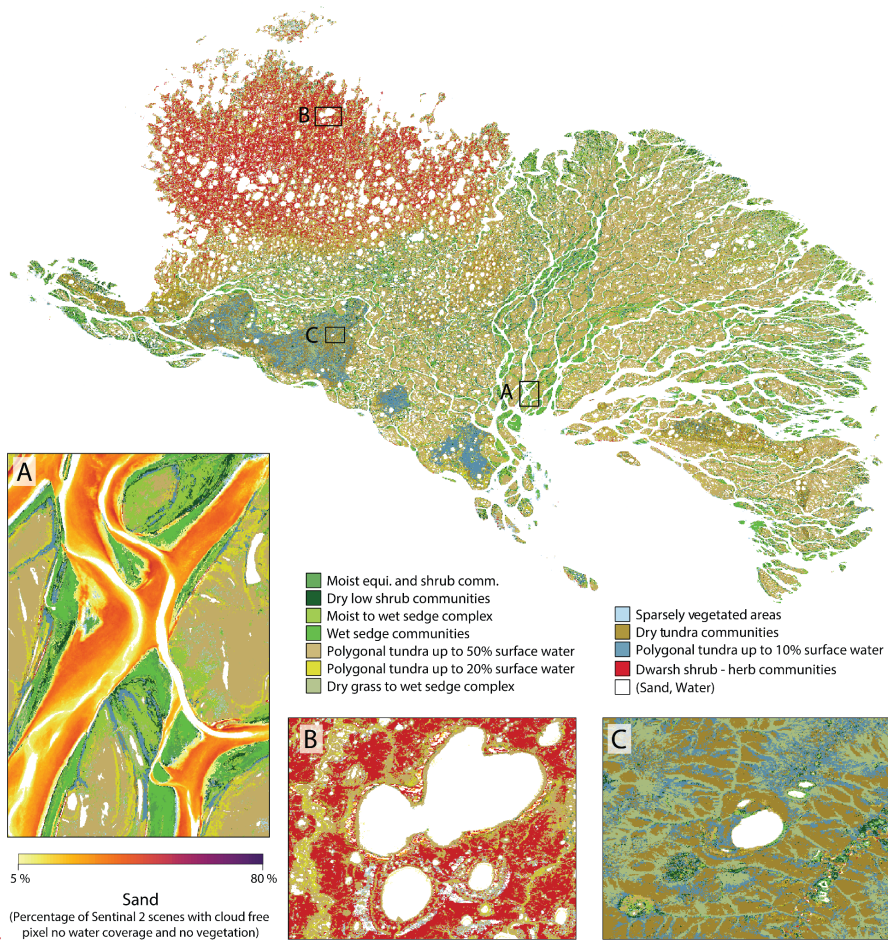 B
C
A
A
Moist equi. and shrub comm.
Dry low shrub communities
Moist to wet sedge complex
Wet sedge communities
Polygonal tundra up to 50% surface water
Polygonal tundra up to 20% surface water
Dry grass to wet sedge complex
Sparsely vegetated areas
Dry tundra communities
Polygonal tundra up to 10% surface water
Dwarsh shrub - herb communities
(Sand, Water)
B
C
5 %
80 %
Sand
(Percentage of Sentinal 2 scenes with cloud free
pixel no water coverage and no vegetation)